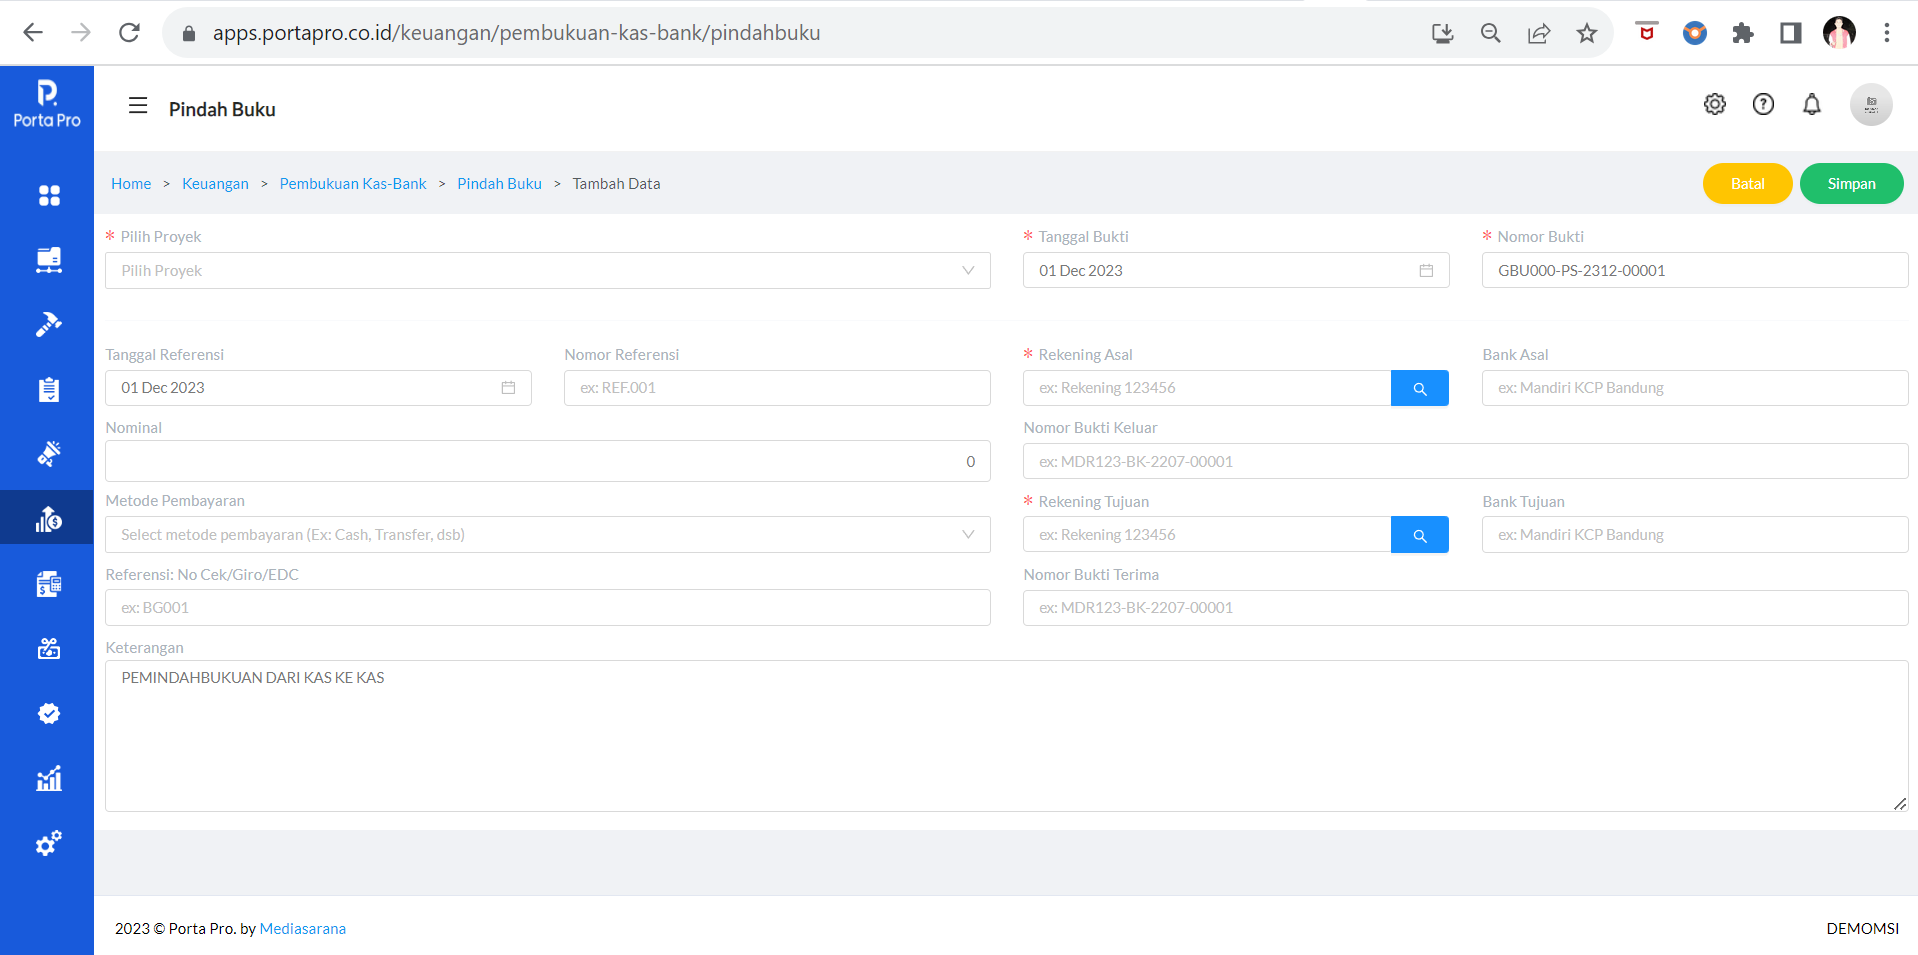 apps.portapro.co.id/keuangan/pembukuan-kas-bank/pindahbuku
Porta Pro
Pindah Buku
Home > Keuangan > Pembukuan Kas-Bank > Pindah Buku > Tambah Data
Batal
Simpan
* Pilih Proyek
* Tanggal Bukti
* Nomor Bukti
Pilih Proyek
01 Dec 2023
GBU000-PS-2312-00001
Tanggal Referensi
Nomor Referensi
* Rekening Asal
Bank Asal
01 Dec 2023
ex: REF.001
ex: Rekening 123456
ex: Mandiri KCP Bandung
Nominal
Nomor Bukti Keluar
0
ex: MDR123-BK-2207-00001
Metode Pembayaran
* Rekening Tujuan
Bank Tujuan
Select metode pembayaran (Ex: Cash, Transfer, dsb)
ex: Rekening 123456
ex: Mandiri KCP Bandung
Referensi: No Cek/Giro/EDC
Nomor Bukti Terima
ex: BG001
ex: MDR123-BK-2207-00001
Keterangan
PEMINDAHBUKUAN DARI KAS KE KAS
2023 © Porta Pro. by Mediasarana
DEMOMSI